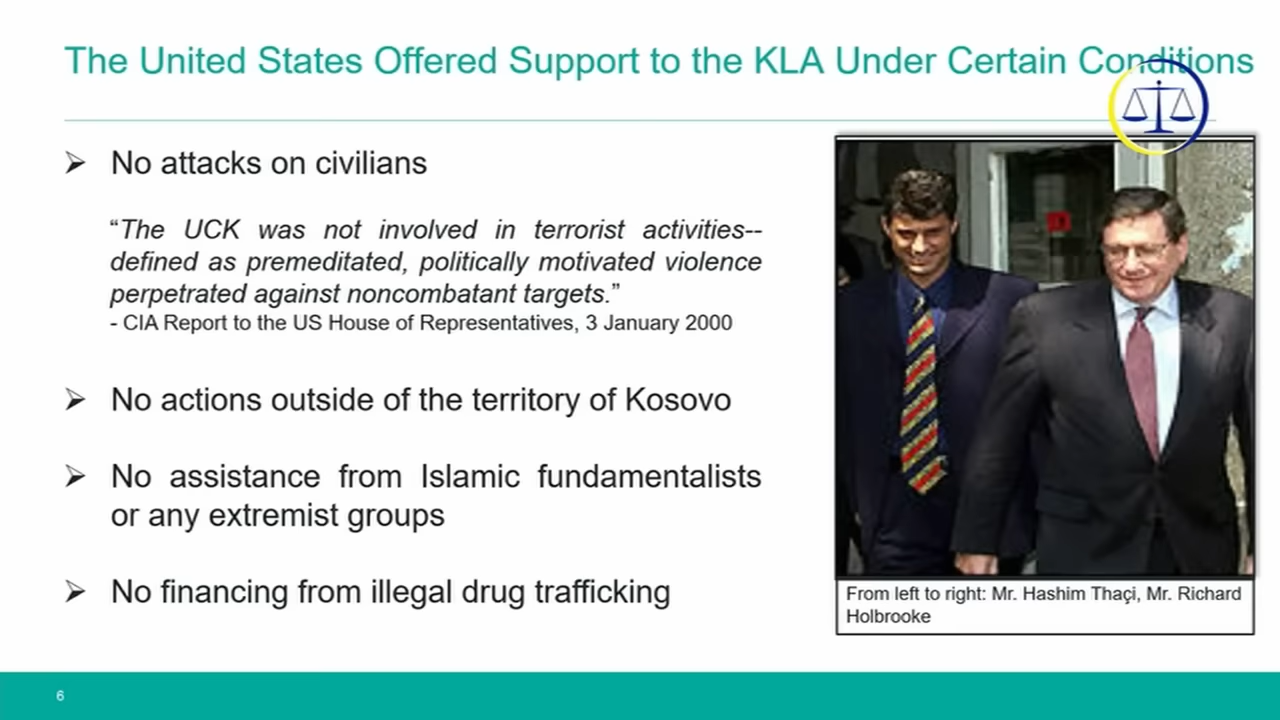 The United States Offered Support to the KLA Under Certain Conditions
➢ No attacks on civilians
“The UCK was not involved in terrorist activities--
defined as premeditated, politically motivated violence
perpetrated against noncombatant targets.”
- CIA Report to the US House of Representatives, 3 January 2000
➢ No actions outside of the territory of Kosovo
➢ No assistance from Islamic fundamentalists
or any extremist groups
➢ No financing from illegal drug trafficking
From left to right: Mr. Hashim Thaçi, Mr. Richard
Holbrooke
6